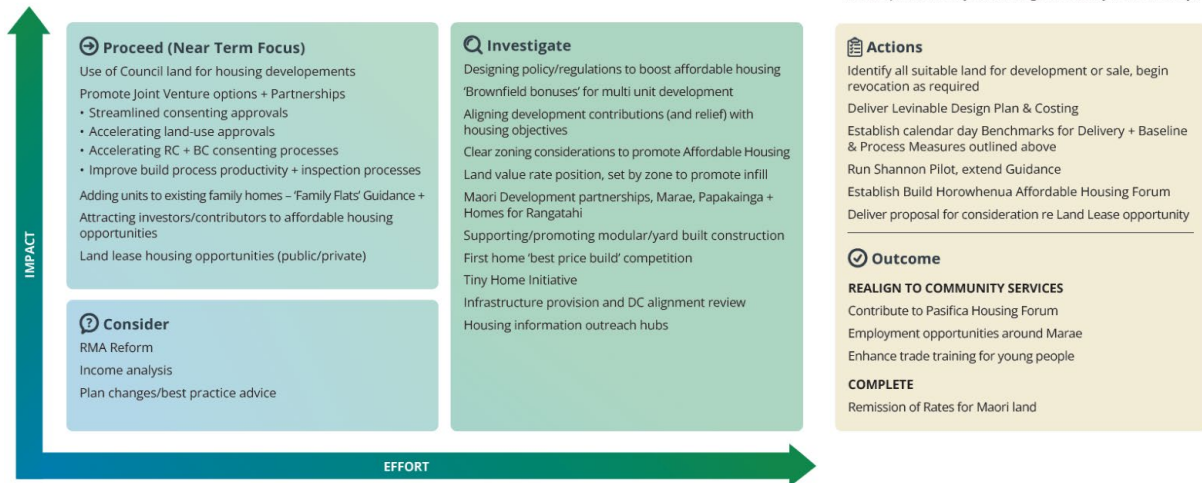 Proceed (Near Term Focus)
Use of Council land for housing developements
Promote Joint Venture options + Partnerships
• Streamlined consenting approvals
• Accelerating land-use approvals
• Accelerating RC + BC consenting processes
• Improve build process productivity + inspection processes
Adding units to existing family homes – 'Family Flats' Guidance +
Attracting investors/contributors to affordable housing
opportunities
Land lease housing opportunities (public/private)
Consider
RMA Reform
Income analysis
Plan changes/best practice advice
Investigate
Designing policy/regulations to boost affordable housing
'Brownfield bonuses' for multi unit development
Aligning development contributions (and relief) with
housing objectives
Clear zoning considerations to promote Affordable Housing
Land value rate position, set by zone to promote infill
Maori Development partnerships, Marae, Papakainga +
Homes for Rangatahi
Supporting/promoting modular/yard built construction
First home 'best price build' competition
Tiny Home Initiative
Infrastructure provision and DC alignment review
Housing information outreach hubs
Actions
Identify all suitable land for development or sale, begin
revocation as required
Deliver Levinable Design Plan & Costing
Establish calendar day Benchmarks for Delivery + Baseline
& Process Measures outlined above
Run Shannon Pilot, extend Guidance
Establish Build Horowhenua Affordable Housing Forum
Deliver proposal for consideration re Land Lease opportunity
Outcome
REALIGN TO COMMUNITY SERVICES
Contribute to Pasifica Housing Forum
Employment opportunities around Marae
Enhance trade training for young people
COMPLETE
Remission of Rates for Maori land
IMPACT
EFFORT